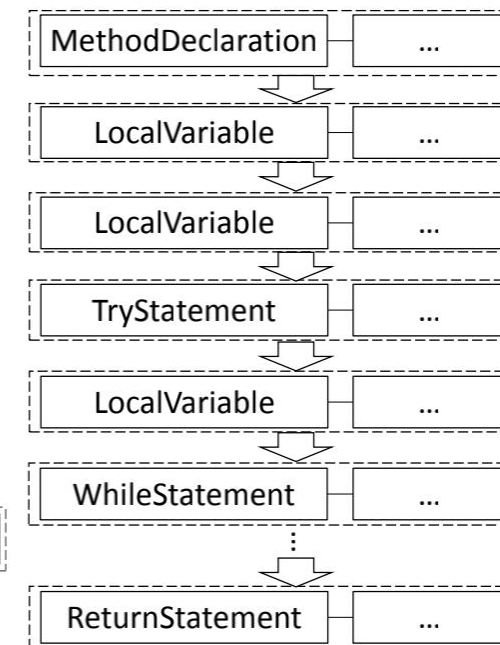 MethodDeclaration ...
LocalVariable ...
LocalVariable ...
TryStatement ...
LocalVariable ...
WhileStatement ...
...
ReturnStatement ...